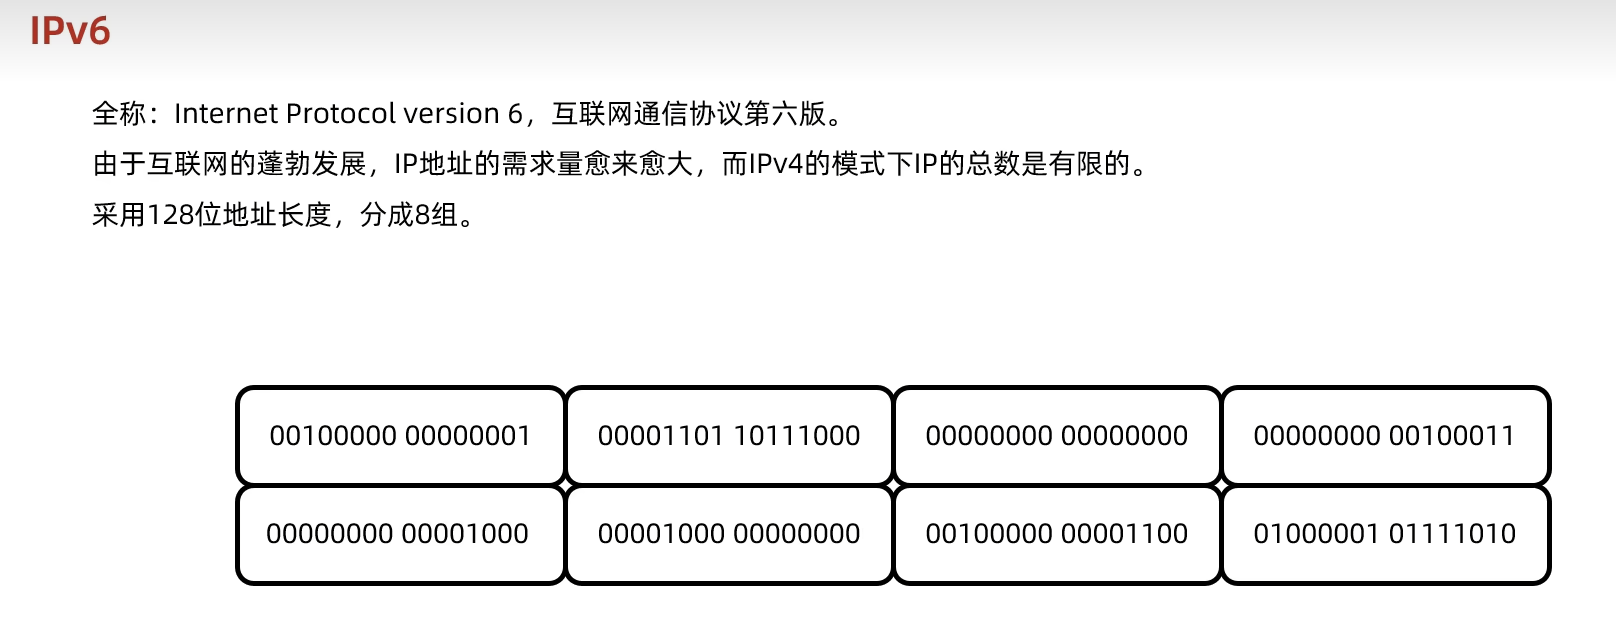 IPv6
全称：Internet Protocol version 6，互联网通信协议第六版。
由于互联网的蓬勃发展，IP地址的需求量愈来愈大，而IPv4的模式下IP的总数是有限的。
采用128位地址长度，分成8组。
00100000 00000001 00001101 10111000 00000000 00000000 00000000 00100011
00000000 00001000 00001000 00000000 00100000 00001100 01000001 01111010